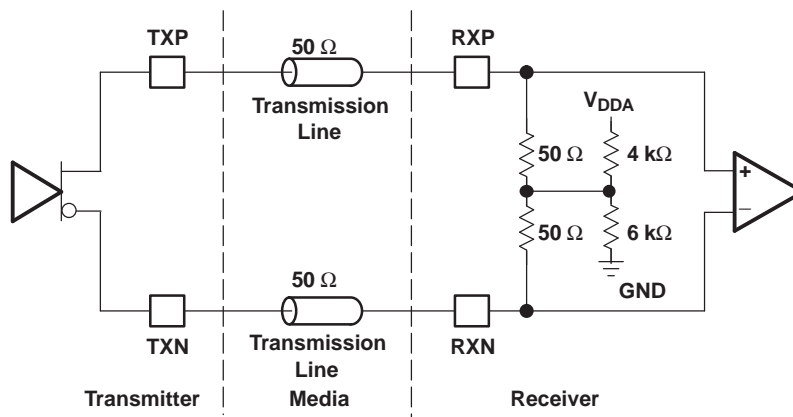 TXP
50 Ω
RXP
Transmission
Line
VDDA
50 Ω
4 kΩ
+
50 Ω
6 kΩ
−
GND
50 Ω
TXN
RXN
Transmission
Line
Transmitter
Media
Receiver